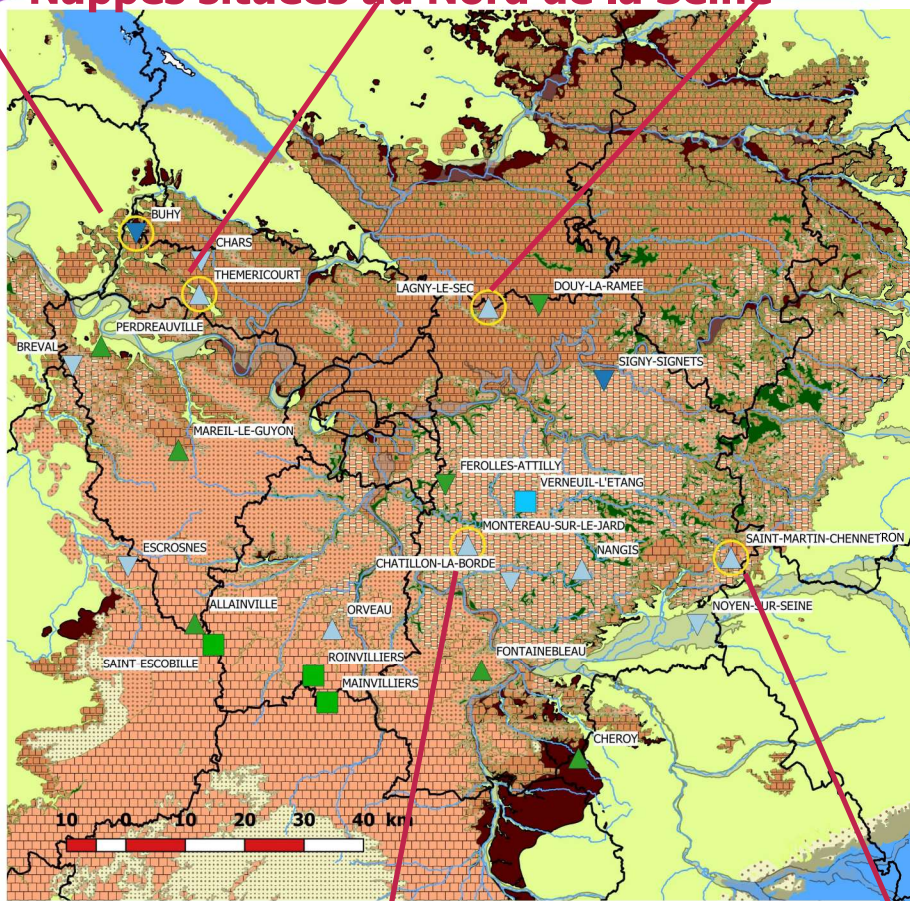 Nappes situées au Nord de la Seine
BUHY
CHARS
THEMERICOURT
LAGNY-LE-SEC
DOUY-LA-RAMEE
PERDREAUVILLE
BREVAL
SIGNY-SIGNETS
MAREIL-LE-GUYON
FEROLLES-ATTILLY
VERNEUIL-L'ETANG
MONTEREAU-SUR-LE-JARD
SAINT-MARTIN-CHENNETRON
ESCROSNES
CHATILLON-LA-BORDE
NANGIS
ALLAINVILLE
ORVEAU
NOYEN-SUR-SEINE
SAINT ESCOBILLE
ROINVILLIERS
FONTAINEBLEAU
MAINVILLIERS
CHEROY
10 0 10 20 30 40 km